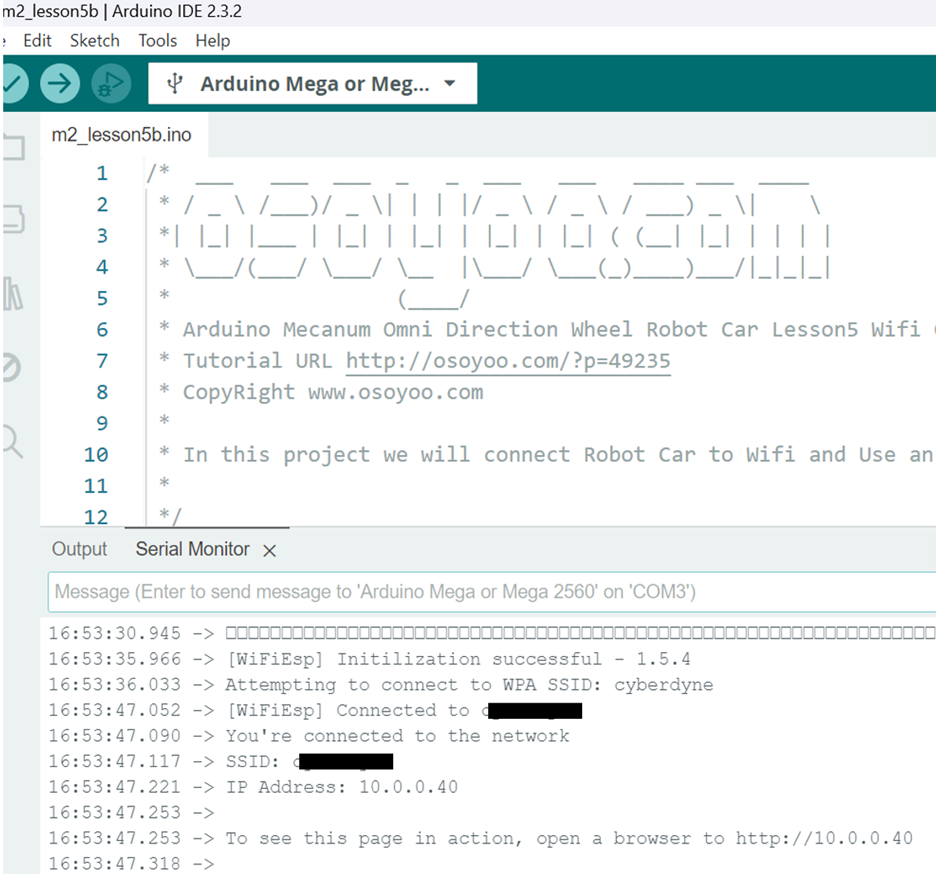 m2_lesson5b | Arduino IDE 2.3.2
Edit Sketch Tools Help
Arduino Mega or Meg...
m2_lesson5b.ino
1 /* ___ ___ ___ _ _ ___ ___ ____ ___ ____
2 * / _ \ /___)/ _ \| | | |/ _ \ / _ \ / ___) _ \| \
3 *| |_| |___ | |_| | |_| | |_| | |_| ( (__| |_| | | | |
4 * \___/(___/ \___/ \__ |\___/ \___(_)____)___/|_|_|_|
5 * (____/
6 * Arduino Mecanum Omni Direction Wheel Robot Car Lesson5 Wifi
7 * Tutorial URL http://osoyoo.com/?p=49235
8 * CopyRight www.osoyoo.com
9 *
10 * In this project we will connect Robot Car to Wifi and Use an
11 *
12 */
Output Serial Monitor
Message (Enter to send message to 'Arduino Mega or Mega 2560' on 'COM3')
16:53:30.945 ->
16:53:35.966 -> [WiFiEsp] Initilization successful - 1.5.4
16:53:36.033 -> Attempting to connect to WPA SSID: cyberdyne
16:53:47.052 -> [WiFiEsp] Connected to
16:53:47.090 -> You're connected to the network
16:53:47.117 -> SSID:
16:53:47.221 -> IP Address: 10.0.0.40
16:53:47.253 ->
16:53:47.253 -> To see this page in action, open a browser to http://10.0.0.40
16:53:47.318 ->